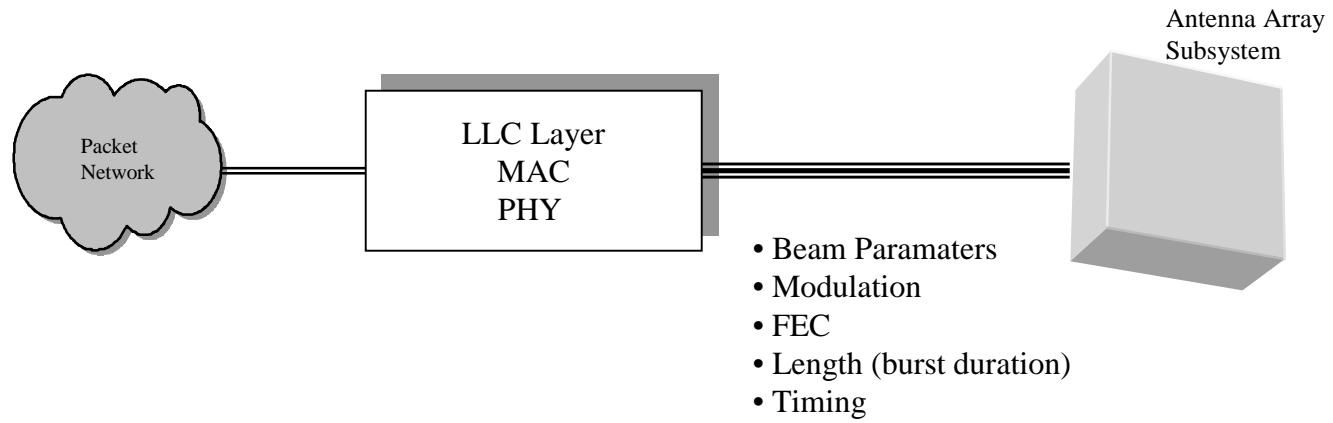 Antenna Array
Subsystem
Packet
Network
LLC Layer
MAC
PHY
• Beam Paramaters
• Modulation
• FEC
• Length (burst duration)
• Timing